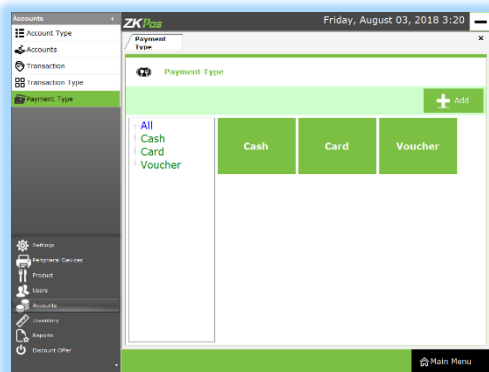 Accounts
Account Type
Accounts
Transaction
Transaction Type
Payment Type
Settings
Peripheral Devices
Product
Users
Accounts
Inventory
Reports
Discount Offer
ZKPos
Friday, August 03, 2018 3:20
Payment
Type
x
Payment Type
Add
All
Cash
Card
Voucher
Cash
Card
Voucher
Main Menu